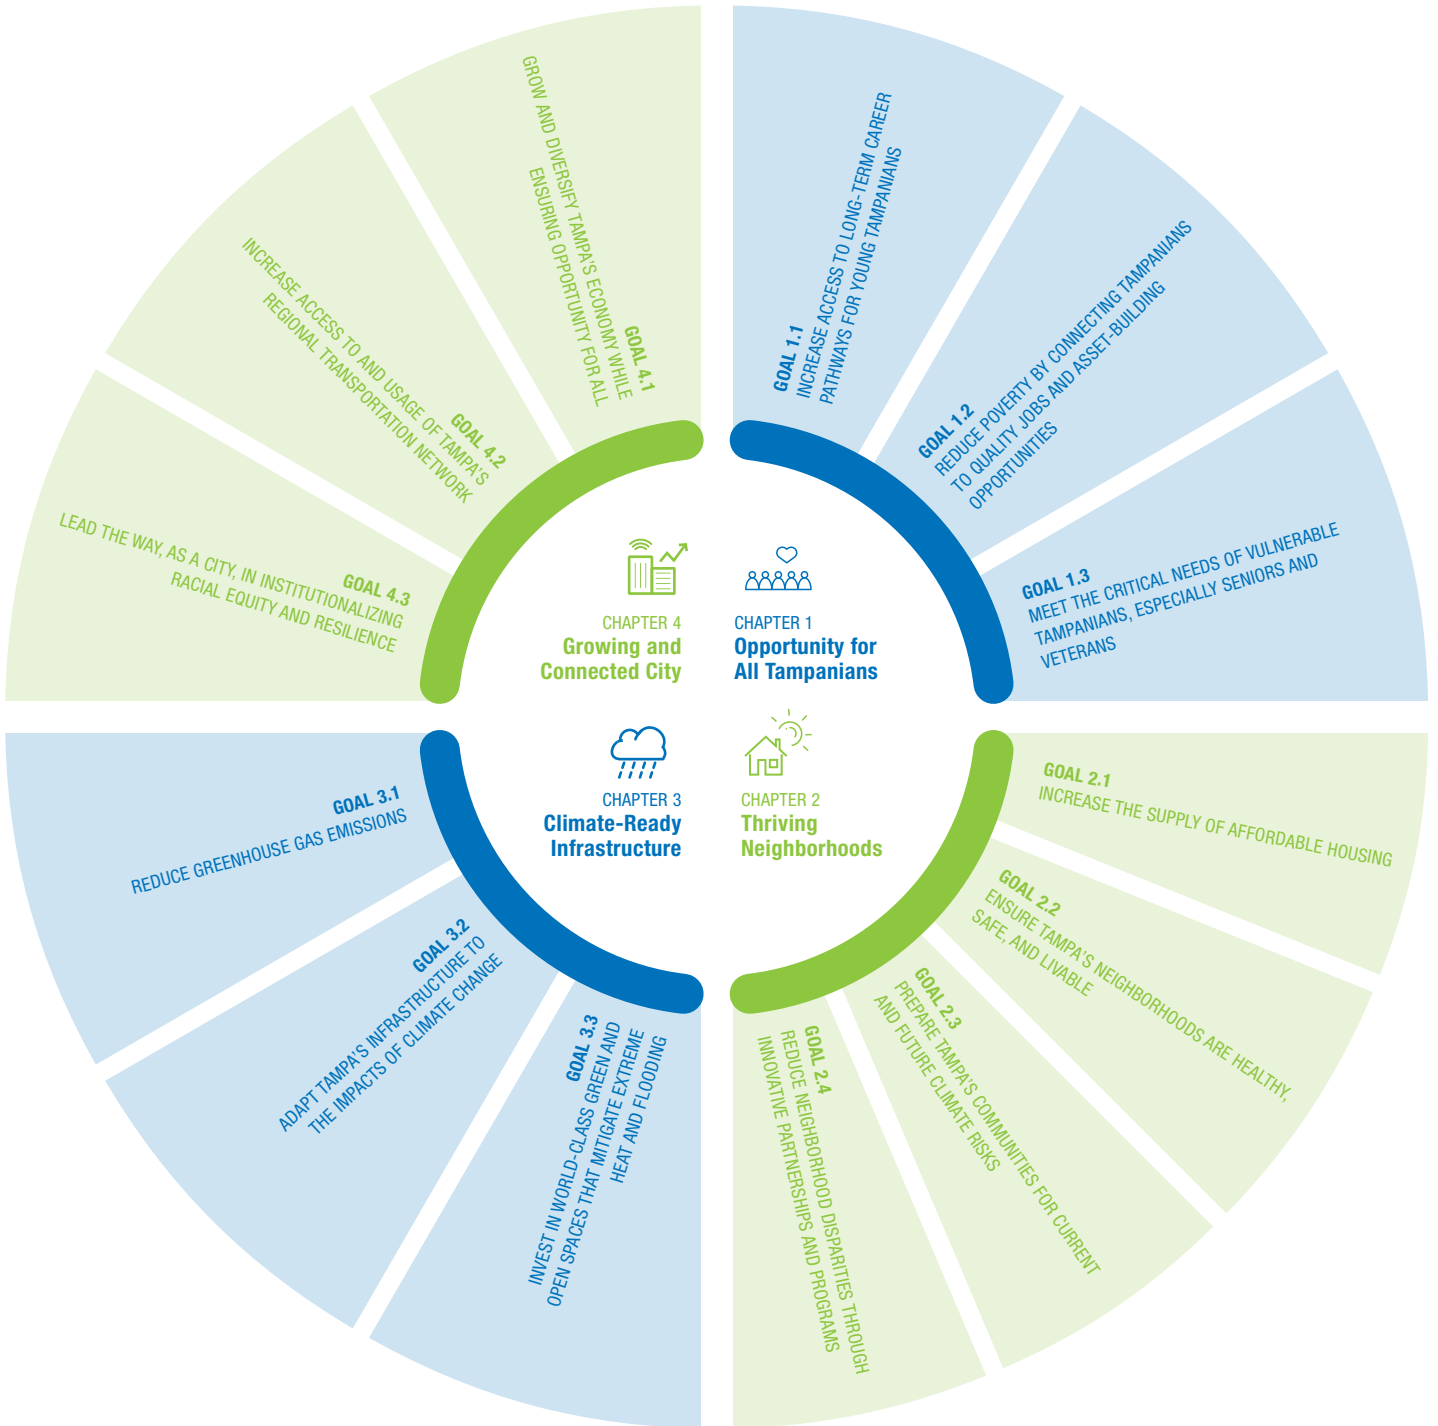 CHAPTER 1
Opportunity for
All Tampanians
GOAL 1.1
INCREASE ACCESS TO LONG-TERM CAREER
PATHWAYS FOR YOUNG TAMPANIANS
GOAL 1.2
REDUCE POVERTY BY CONNECTING TAMPANIANS
TO QUALITY JOBS AND ASSET-BUILDING
OPPORTUNITIES
GOAL 1.3
MEET THE CRITICAL NEEDS OF VULNERABLE
TAMPANIANS, ESPECIALLY SENIORS AND
VETERANS
CHAPTER 2
Thriving
Neighborhoods
GOAL 2.1
INCREASE THE SUPPLY OF AFFORDABLE HOUSING
GOAL 2.2
ENSURE TAMPA'S NEIGHBORHOODS ARE HEALTHY,
SAFE, AND LIVABLE
GOAL 2.3
PREPARE TAMPA'S COMMUNITIES FOR CURRENT
AND FUTURE CLIMATE RISKS
GOAL 2.4
REDUCE NEIGHBORHOOD DISPARITIES THROUGH
INNOVATIVE PARTNERSHIPS AND PROGRAMS
CHAPTER 3
Climate-Ready
Infrastructure
GOAL 3.1
REDUCE GREENHOUSE GAS EMISSIONS
GOAL 3.2
ADAPT TAMPA'S INFRASTRUCTURE TO
THE IMPACTS OF CLIMATE CHANGE
GOAL 3.3
INVEST IN WORLD-CLASS GREEN AND
OPEN SPACES THAT MITIGATE EXTREME
HEAT AND FLOODING
CHAPTER 4
Growing and
Connected City
GOAL 4.1
GROW AND DIVERSIFY TAMPA'S ECONOMY WHILE
ENSURING OPPORTUNITY FOR ALL
GOAL 4.2
INCREASE ACCESS TO AND USAGE OF TAMPA'S
REGIONAL TRANSPORTATION NETWORK
GOAL 4.3
LEAD THE WAY, AS A CITY, IN INSTITUTIONALIZING
RACIAL EQUITY AND RESILIENCE